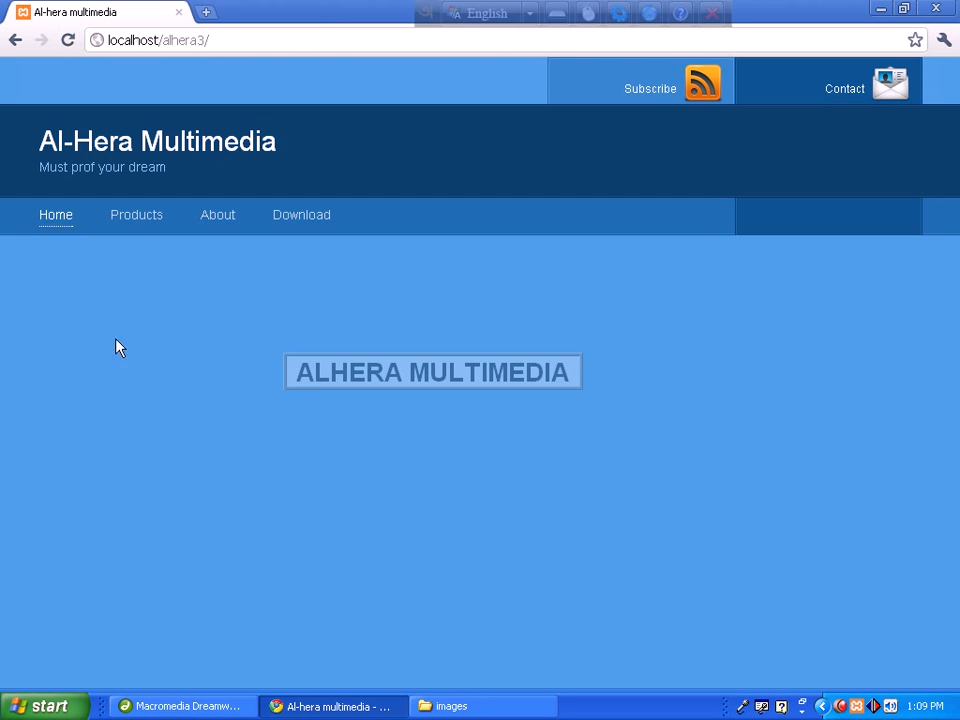 Al-hera multimedia
English
localhost/alhera3/
Subscribe
Contact
Al-Hera Multimedia
Must prof your dream
Home Products About Download
ALHERA MULTIMEDIA
start Macromedia Dreamw... Al-hera multimedia - ... images 1:09 PM